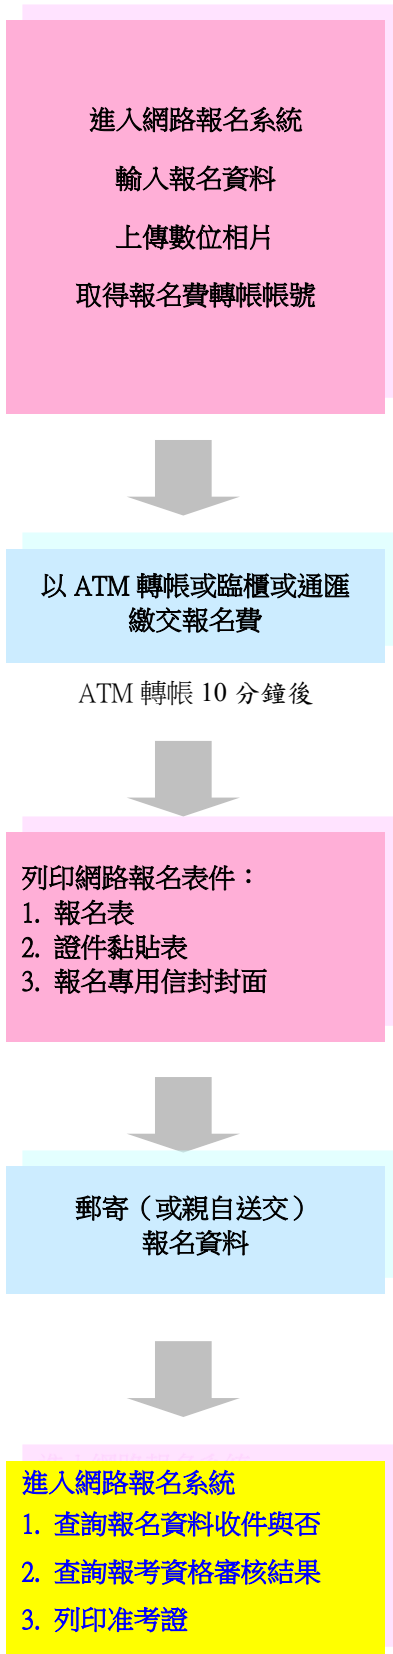 進入網路報名系統
輸入報名資料
上傳數位相片
取得報名費轉帳帳號
以 ATM 轉帳或臨櫃或通匯
繳交報名費
ATM 轉帳 10 分鐘後
列印網路報名表件：
1. 報名表
2. 證件黏貼表
3. 報名專用信封封面
郵寄（或親自送交）
報名資料
進入網路報名系統
1. 查詢報名資料收件與否
2. 查詢報考資格審核結果
3. 列印准考證